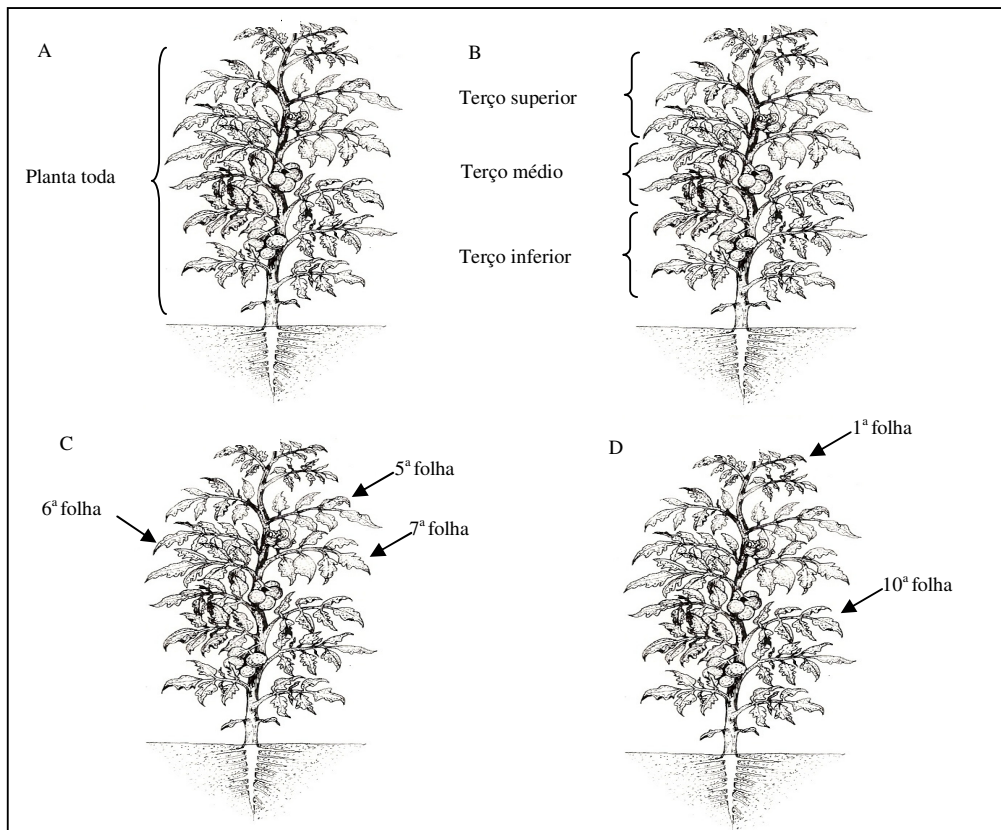 A
Planta toda
B
Terço superior
Terço médio
Terço inferior
C
5ª folha
6ª folha
7ª folha
D
1ª folha
10ª folha